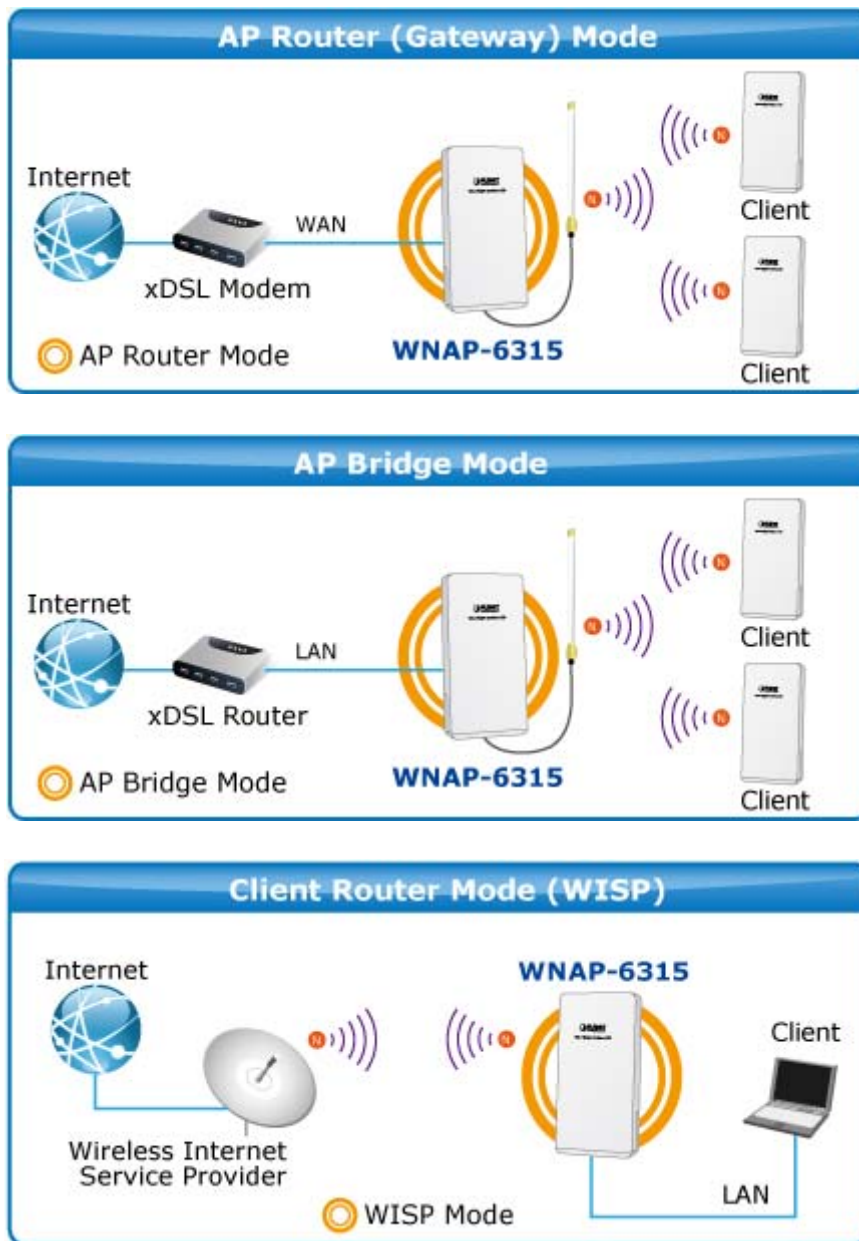 AP Router (Gateway) Mode
Internet
WAN
xDSL Modem
N
N
N
Client
Client
AP Router Mode
WNAP-6315
AP Bridge Mode
Internet
LAN
xDSL Router
N
N
N
Client
Client
AP Bridge Mode
WNAP-6315
Client Router Mode (WISP)
Internet
WNAP-6315
N
N
Client
Wireless Internet
Service Provider
LAN
WISP Mode